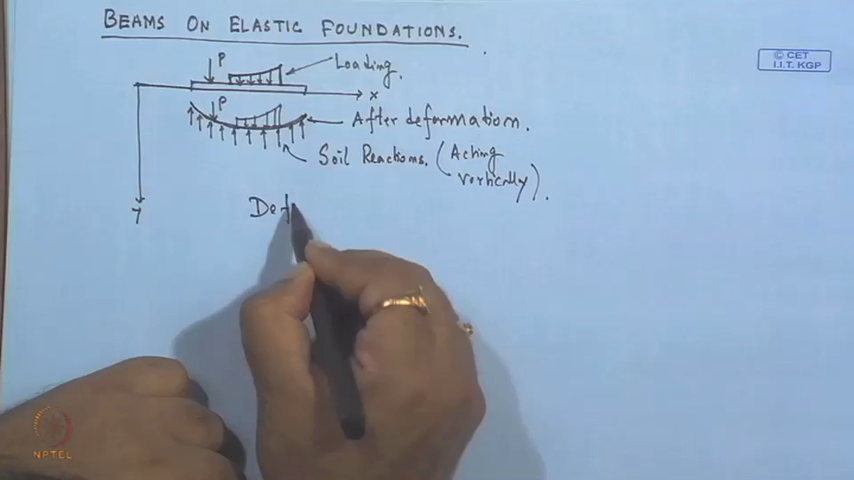 BEAMS ON ELASTIC FOUNDATIONS.
© CET
I.I.T. KGP
P
Loading.
x
P
After deformation.
Soil Reactions. (Acting
vertically).
y
Def
NPTEL